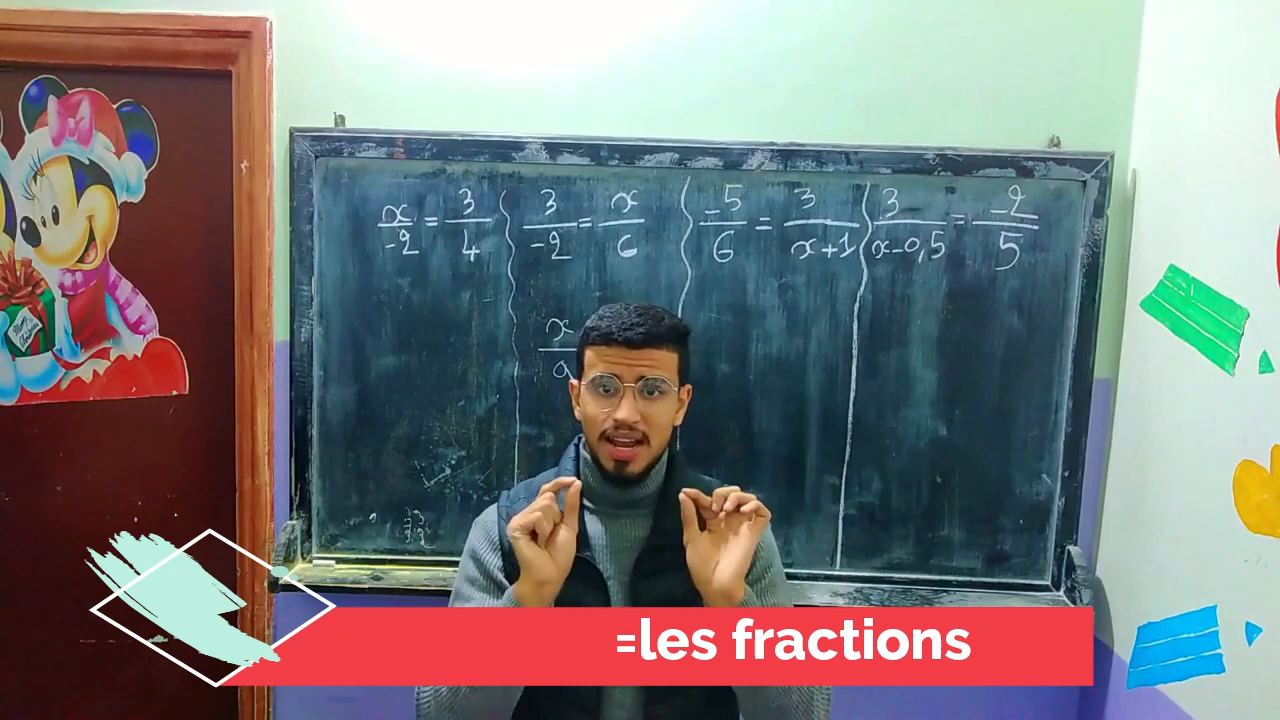 x/-2 = 3/4
3/-2 = x/6
-5/6 = 3/x+1
3/x-0,5 = -2/5
x
=les fractions